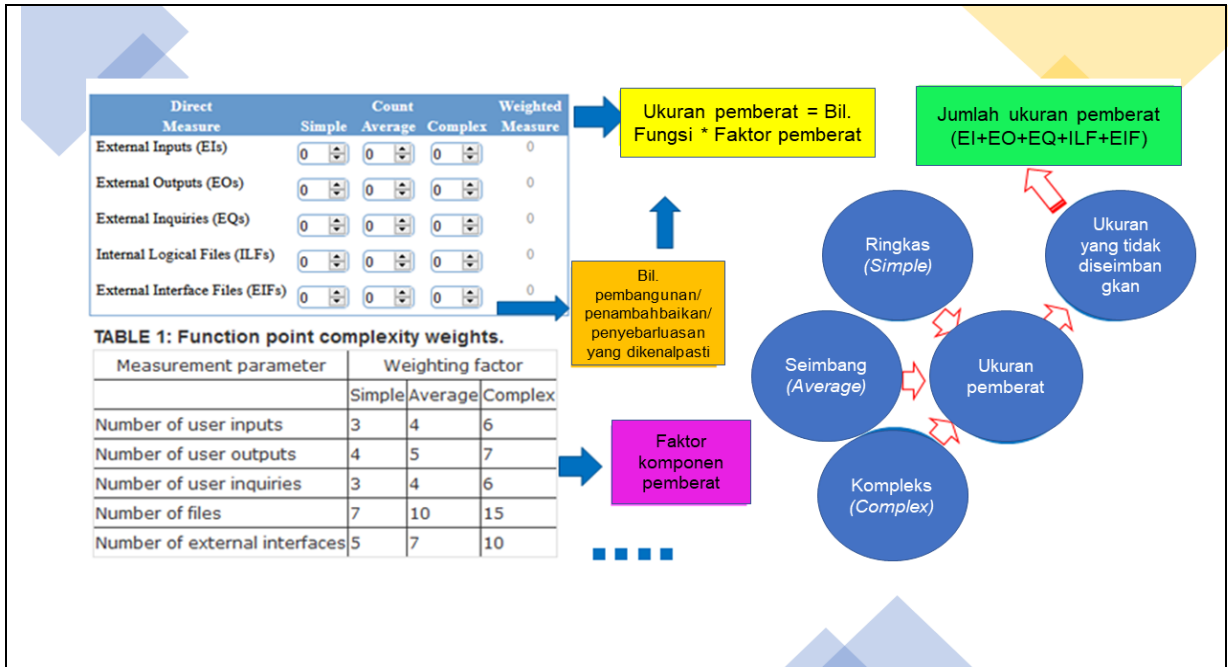 Direct Count Weighted
Measure Simple Average Complex Measure
External Inputs (EIs) 0 0 0 0
External Outputs (EOs) 0 0 0 0
External Inquiries (EQs) 0 0 0 0
Internal Logical Files (ILFs) 0 0 0 0
External Interface Files (EIFs) 0 0 0 0
TABLE 1: Function point complexity weights.
Measurement parameter Weighting factor
Simple Average Complex
Number of user inputs 3 4 6
Number of user outputs 4 5 7
Number of user inquiries 3 4 6
Number of files 7 10 15
Number of external interfaces 5 7 10
Ukuran pemberat = Bil.
Fungsi * Faktor pemberat
Bil.
pembangunan/
penambahbaikan/
penyebarluasan
yang dikenalpasti
Faktor
komponen
pemberat
Jumlah ukuran pemberat
(EI+EO+EQ+ILF+EIF)
Ringkas
(Simple)
Ukuran
yang tidak
diseimban
gkan
Seimbang
(Average)
Ukuran
pemberat
Kompleks
(Complex)